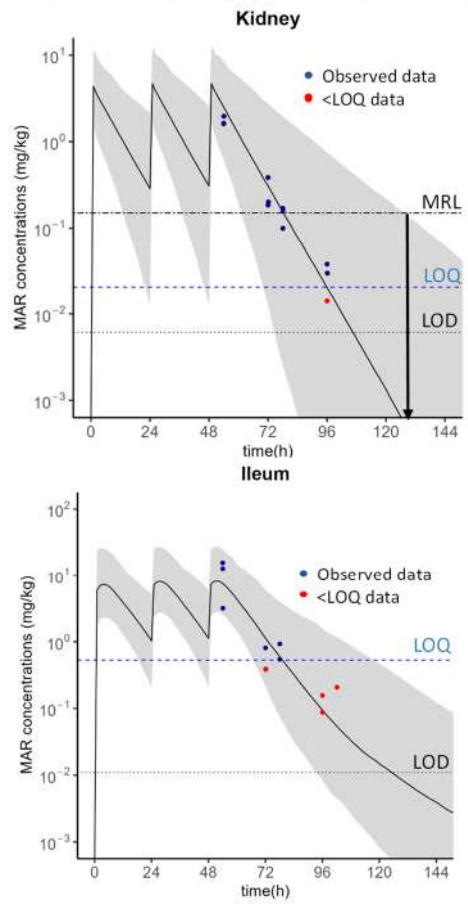 Kidney
10¹
10⁰
10⁻¹
10⁻²
10⁻³
MAR concentrations (mg/kg)
Observed data
<LOQ data
MRL
LOQ
LOD
0 24 48 72 96 120 144
time(h)
Ileum
10²
10¹
10⁰
10⁻¹
10⁻²
10⁻³
MAR concentrations (mg/kg)
Observed data
<LOQ data
LOQ
LOD
0 24 48 72 96 120 144
time(h)